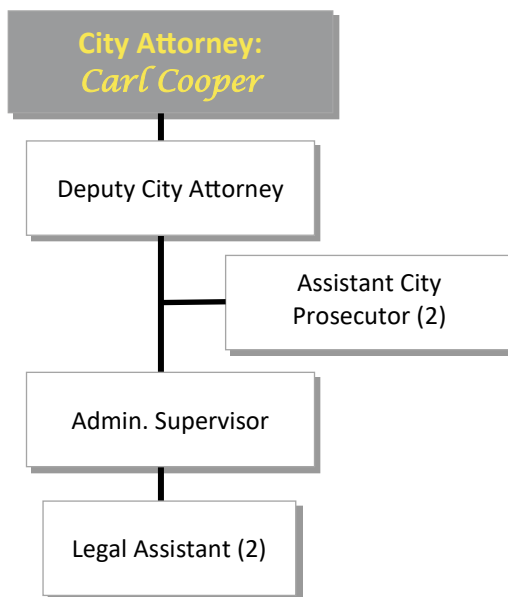 City Attorney:
Carl Cooper
Deputy City Attorney
Assistant City
Prosecutor (2)
Admin. Supervisor
Legal Assistant (2)